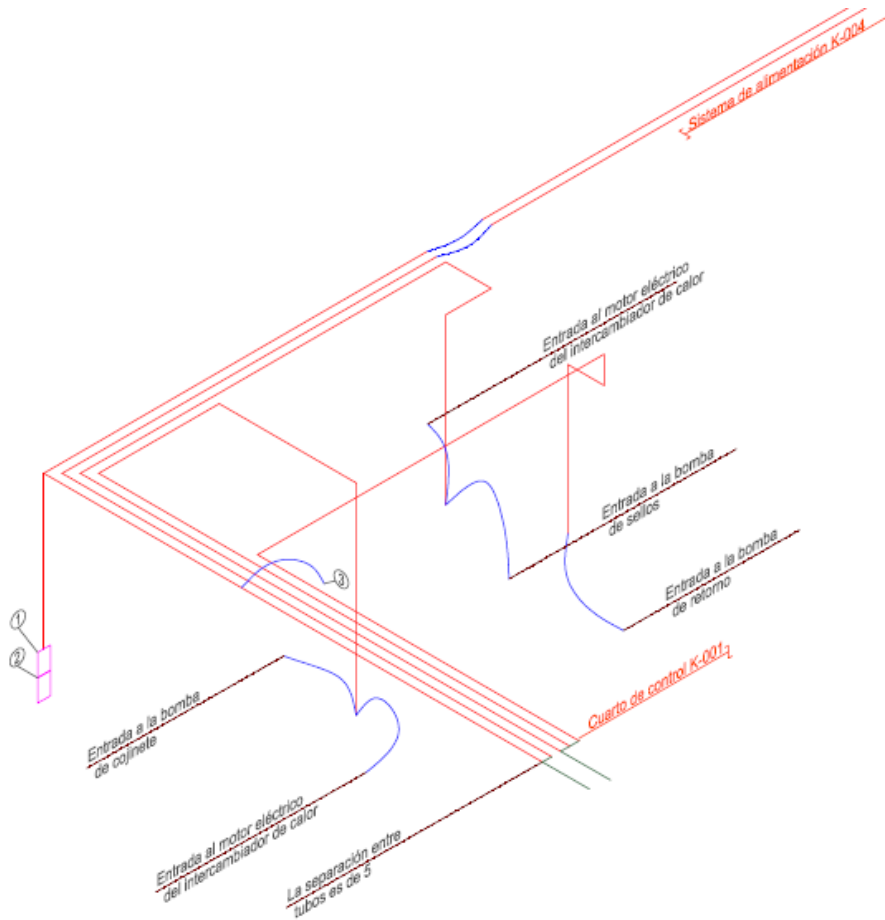 Sistema de alimentación K-004
Entrada al motor eléctrico
del intercambiador de calor
Entrada a la bomba
de sellos
Entrada a la bomba
de retorno
3
1
2
Cuarto de control K-001
Entrada a la bomba
de cojinete
Entrada al motor eléctrico
del intercambiador de calor
La separación entre
tubos es de 5